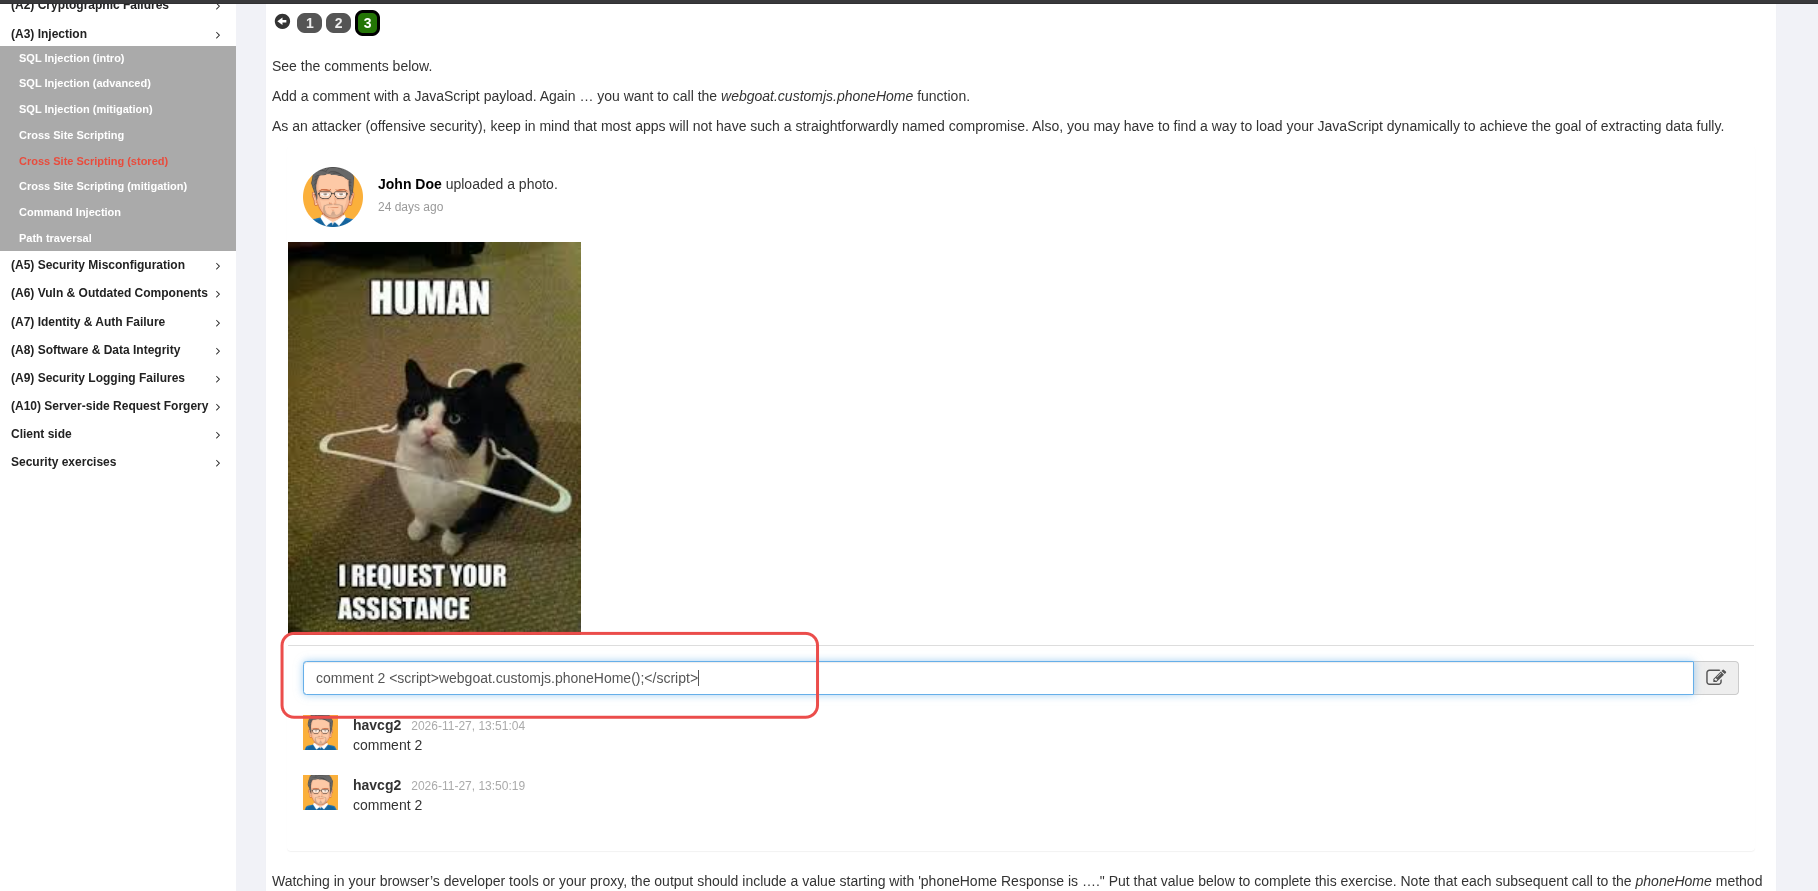 (A2) Cryptographic Failures
(A3) Injection
SQL Injection (intro)
SQL Injection (advanced)
SQL Injection (mitigation)
Cross Site Scripting
Cross Site Scripting (stored)
Cross Site Scripting (mitigation)
Command Injection
Path traversal
(A5) Security Misconfiguration
(A6) Vuln & Outdated Components
(A7) Identity & Auth Failure
(A8) Software & Data Integrity
(A9) Security Logging Failures
(A10) Server-side Request Forgery
Client side
Security exercises
1 2 3
See the comments below.
Add a comment with a JavaScript payload. Again … you want to call the webgoat.customjs.phoneHome function.
As an attacker (offensive security), keep in mind that most apps will not have such a straightforwardly named compromise. Also, you may have to find a way to load your JavaScript dynamically to achieve the goal of extracting data fully.
John Doe uploaded a photo.
24 days ago
HUMAN
I REQUEST YOUR
ASSISTANCE
comment 2 <script>webgoat.customjs.phoneHome();</script>
havcg2 2026-11-27, 13:51:04
comment 2
havcg2 2026-11-27, 13:50:19
comment 2
Watching in your browser’s developer tools or your proxy, the output should include a value starting with 'phoneHome Response is …." Put that value below to complete this exercise. Note that each subsequent call to the phoneHome method